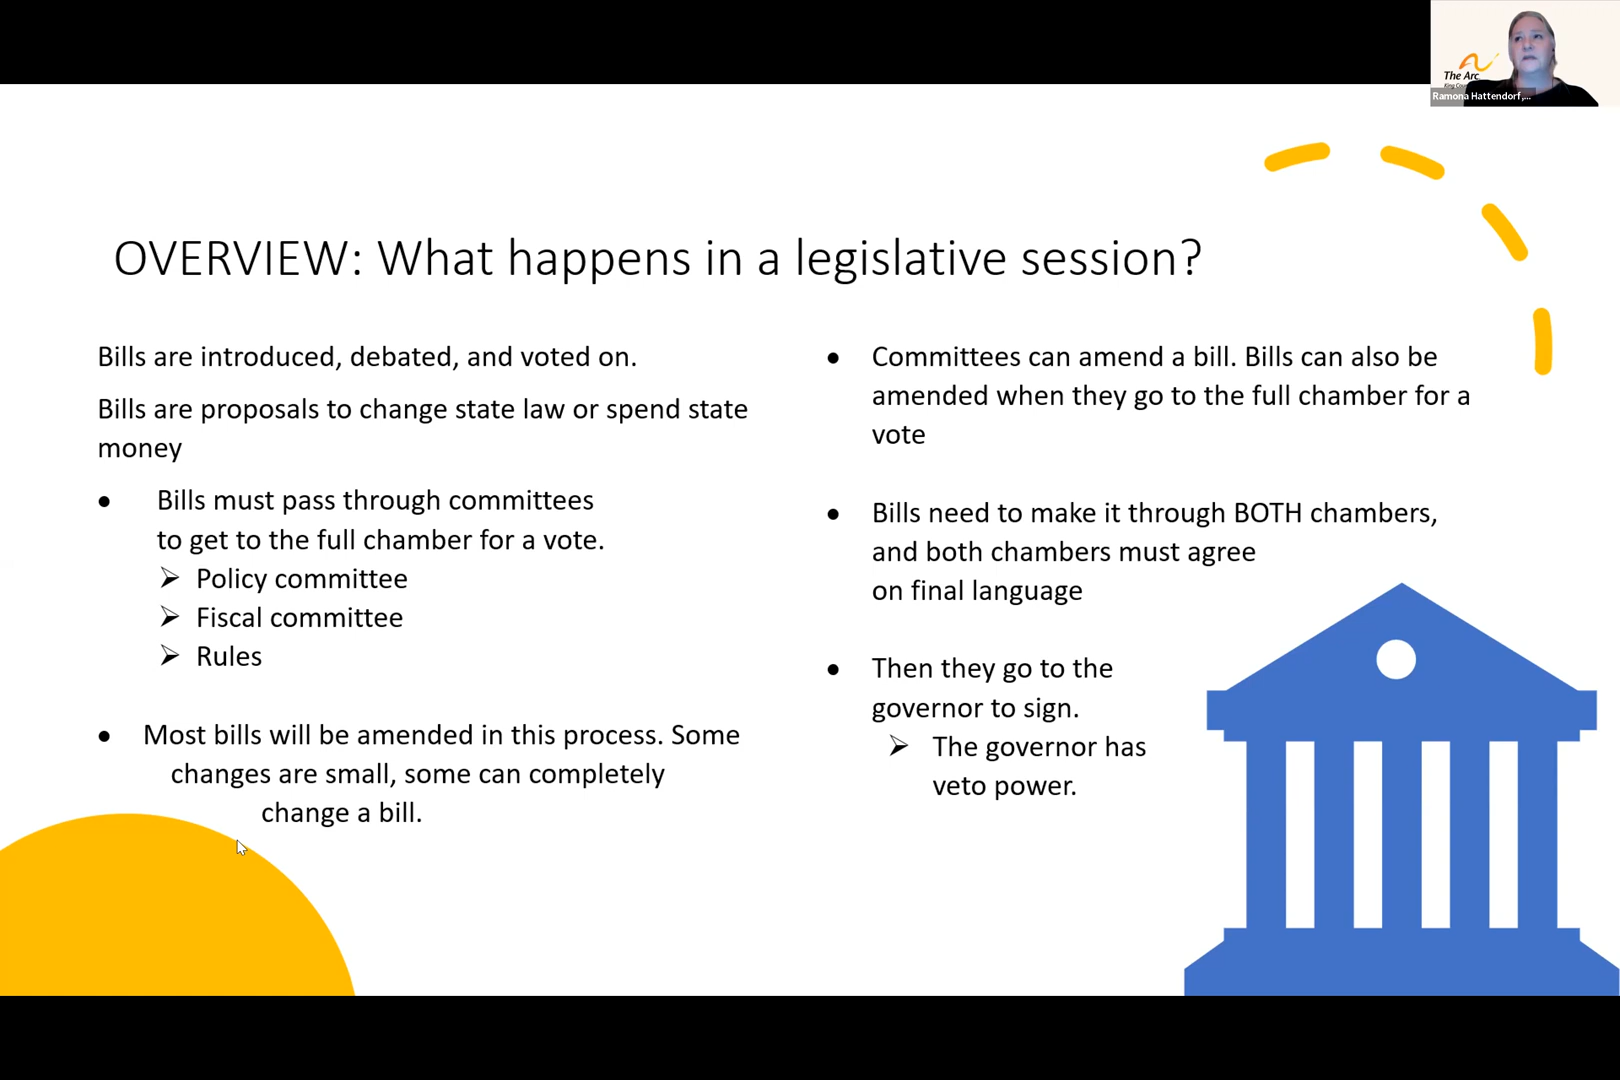 The Arc
Ramona Hattendorf,...
OVERVIEW: What happens in a legislative session?
Bills are introduced, debated, and voted on.
Bills are proposals to change state law or spend state
money
● Bills must pass through committees
to get to the full chamber for a vote.
➢ Policy committee
➢ Fiscal committee
➢ Rules
● Most bills will be amended in this process. Some
changes are small, some can completely
change a bill.
● Committees can amend a bill. Bills can also be
amended when they go to the full chamber for a
vote
● Bills need to make it through BOTH chambers,
and both chambers must agree
on final language
● Then they go to the
governor to sign.
➢ The governor has
veto power.